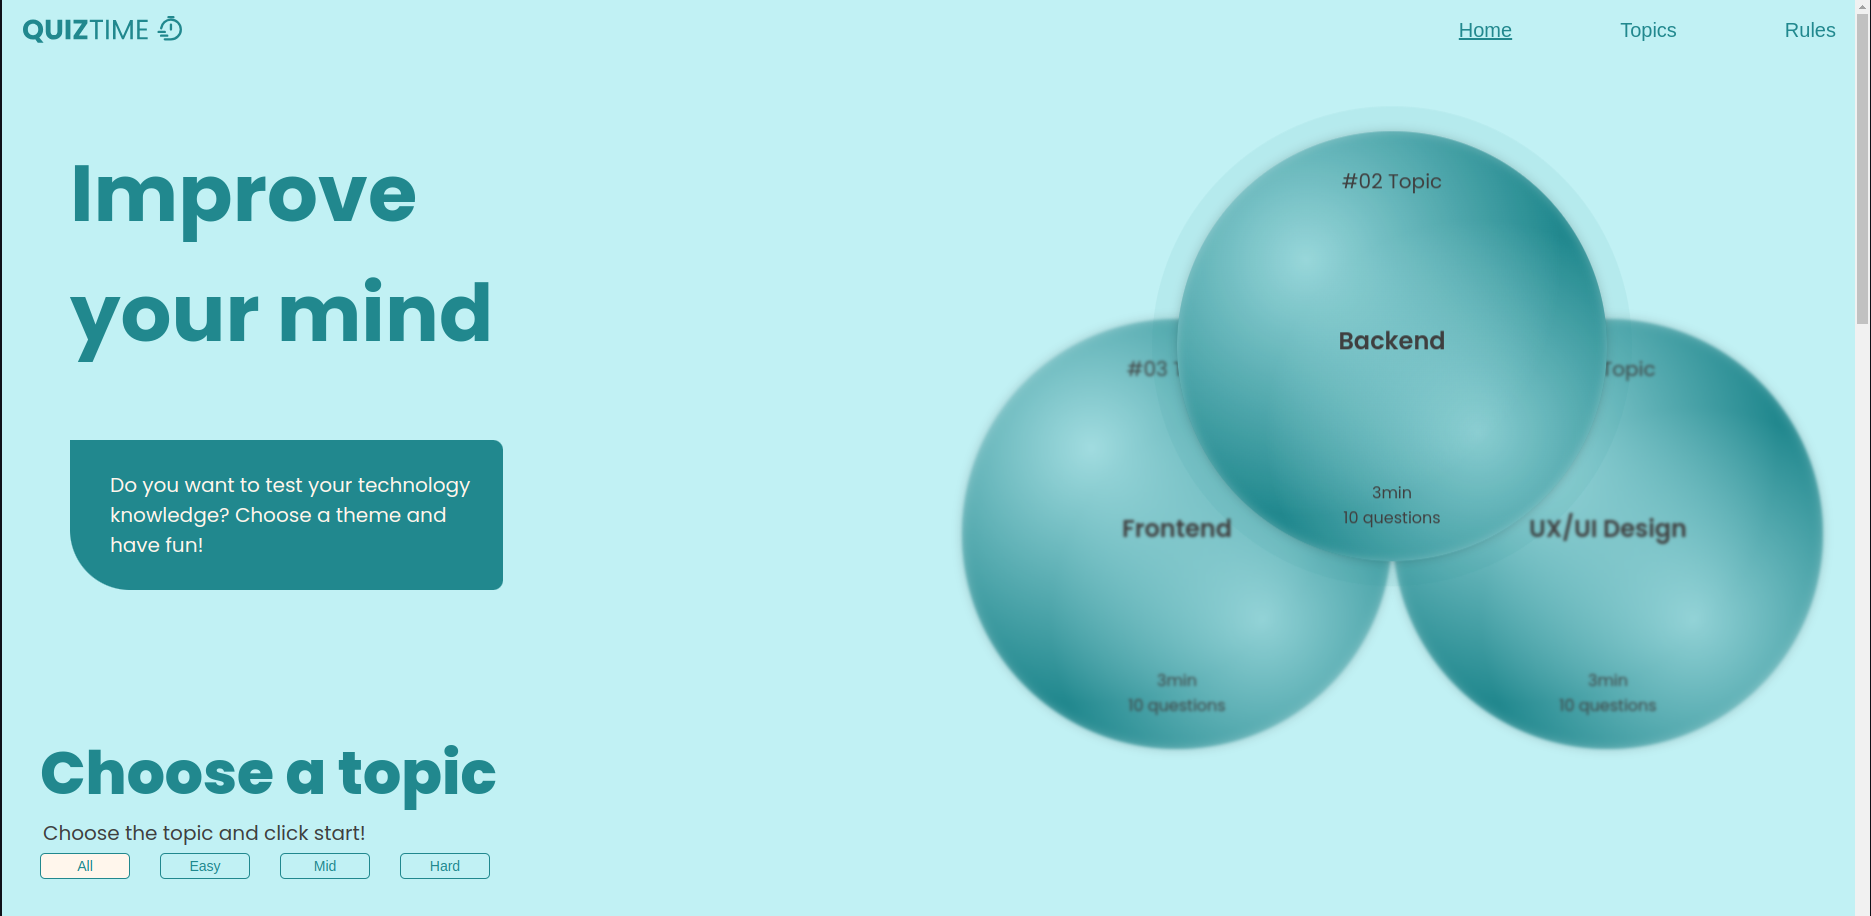 QUIZTIME
Home
Topics
Rules
Improve
your mind
Do you want to test your technology
knowledge? Choose a theme and
have fun!
#02 Topic
Backend
3min
10 questions
#03
Frontend
3min
10 questions
Topic
UX/UI Design
3min
10 questions
Choose a topic
Choose the topic and click start!
All
Easy
Mid
Hard